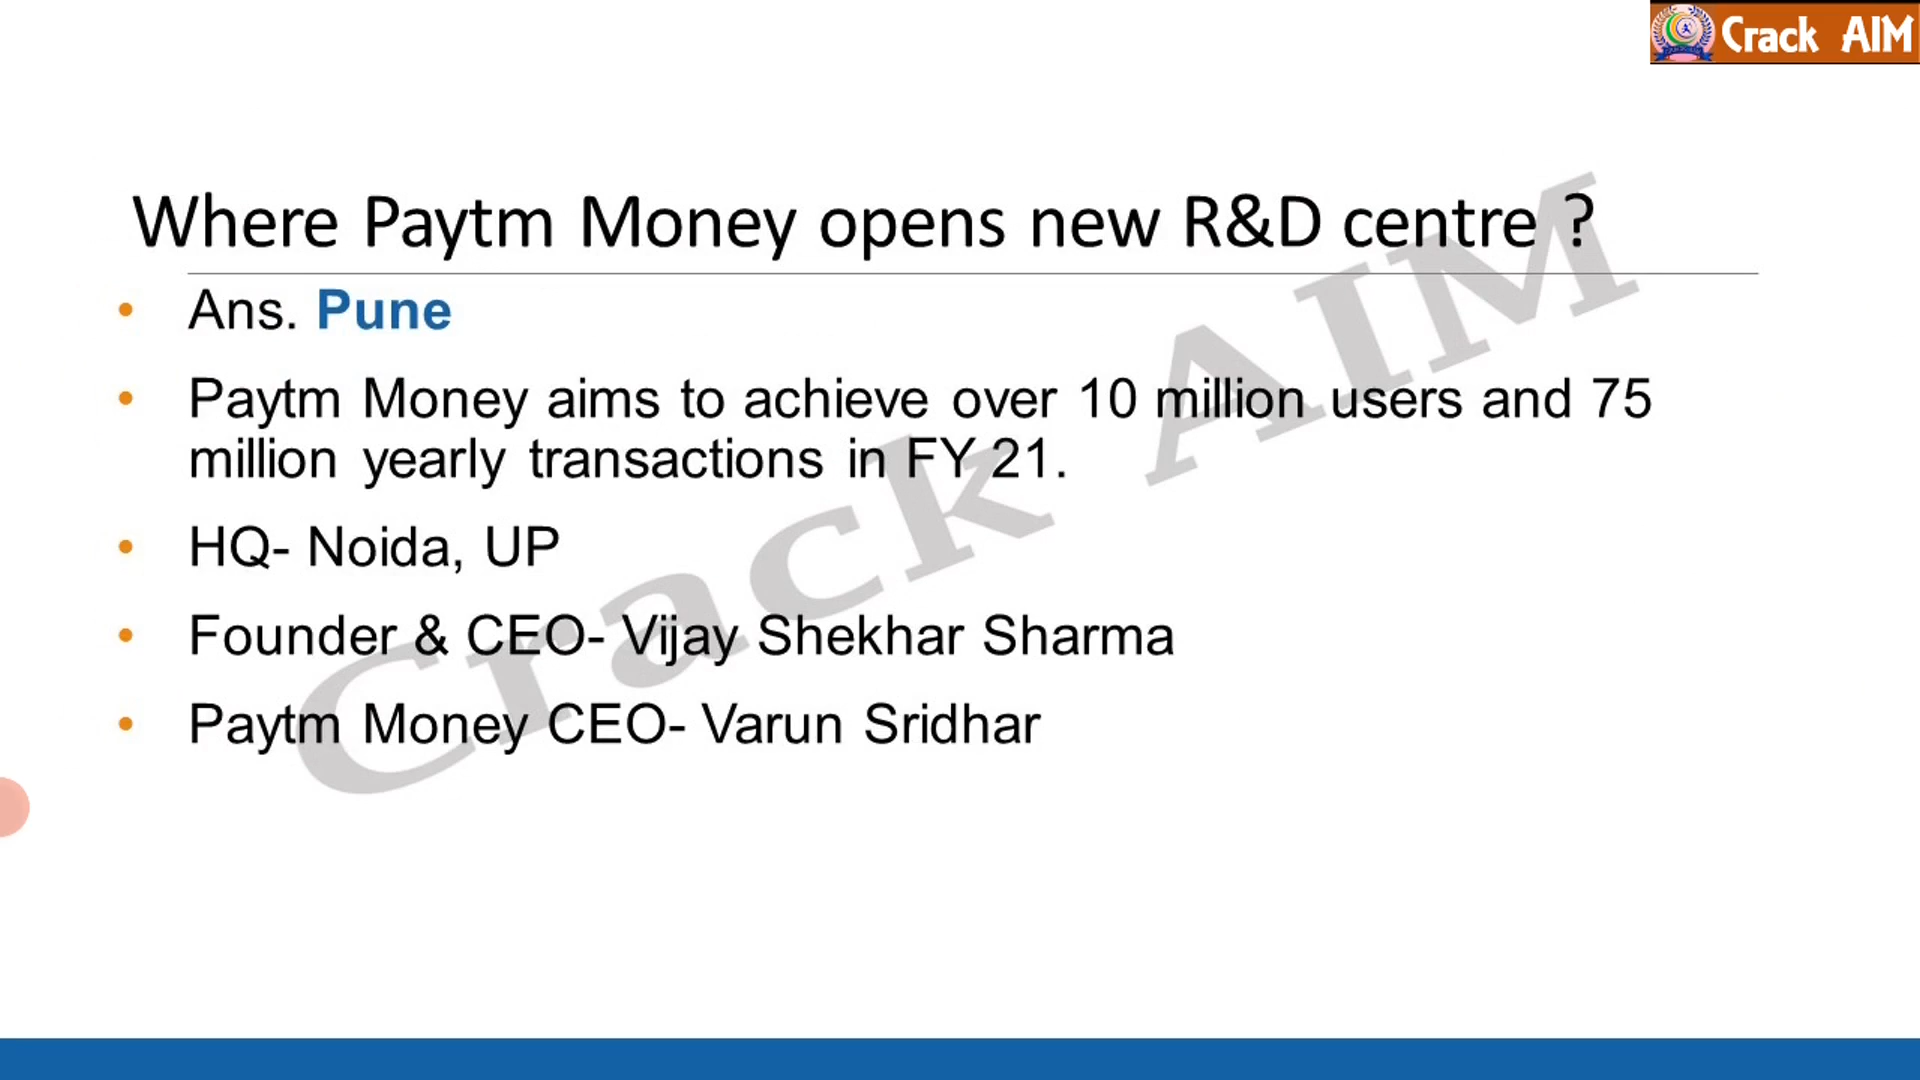 Crack AIM
Where Paytm Money opens new R&D centre ?
• Ans. Pune
• Paytm Money aims to achieve over 10 million users and 75
million yearly transactions in FY 21.
• HQ- Noida, UP
• Founder & CEO- Vijay Shekhar Sharma
• Paytm Money CEO- Varun Sridhar
Crack AIM